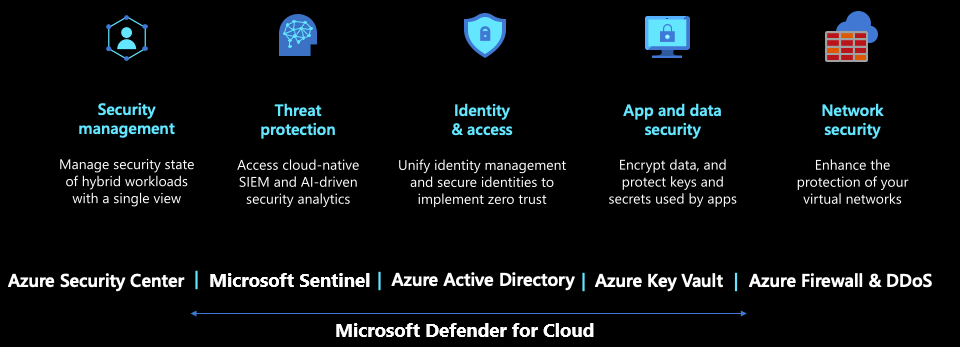 Security
management
Manage security state
of hybrid workloads
with a single view
Threat
protection
Access cloud-native
SIEM and AI-driven
security analytics
Identity
& access
Unify identity management
and secure identities to
implement zero trust
App and data
security
Encrypt data, and
protect keys and
secrets used by apps
Network
security
Enhance the
protection of your
virtual networks
Azure Security Center | Microsoft Sentinel | Azure Active Directory | Azure Key Vault | Azure Firewall & DDoS
Microsoft Defender for Cloud